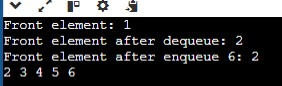 Front element: 1
Front element after dequeue: 2
Front element after enqueue 6: 2
2 3 4 5 6